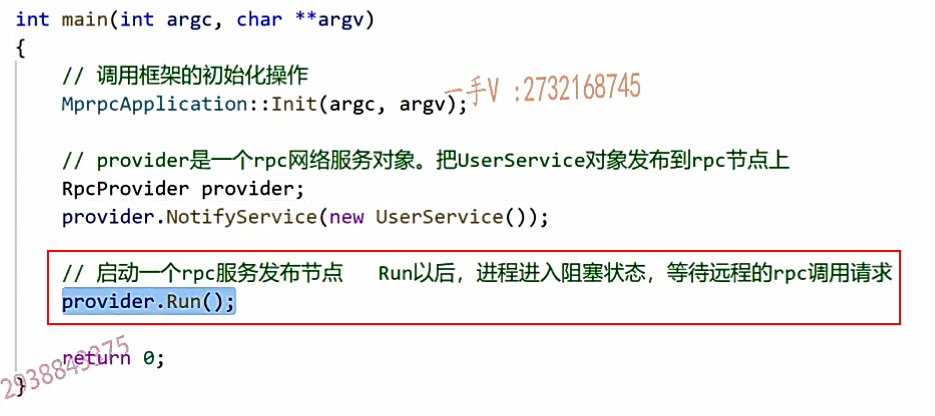 int main(int argc, char **argv)
{
// 调用框架的初始化操作
一手V :2732168745
MprpcApplication::Init(argc, argv);
// provider是一个rpc网络服务对象。把UserService对象发布到rpc节点上
RpcProvider provider;
provider.NotifyService(new UserService());
// 启动一个rpc服务发布节点 Run以后，进程进入阻塞状态，等待远程的rpc调用请求
provider.Run();
return 0;
}